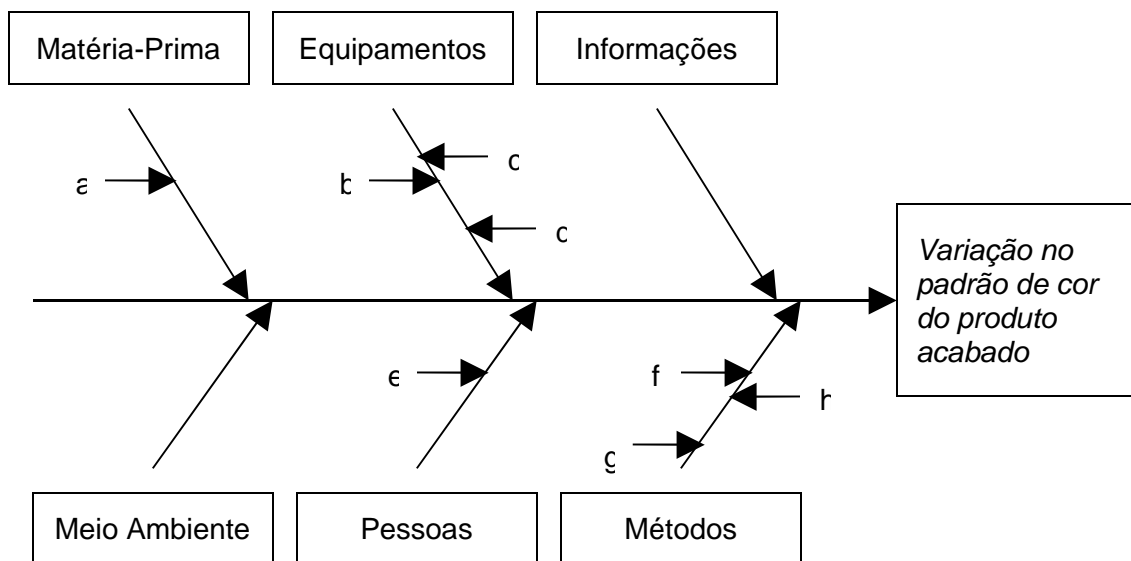 Matéria-Prima
Equipamentos
Informações
a
b
e
f
h
g
Variação no
padrão de cor
do produto
acabado
Meio Ambiente
Pessoas
Métodos